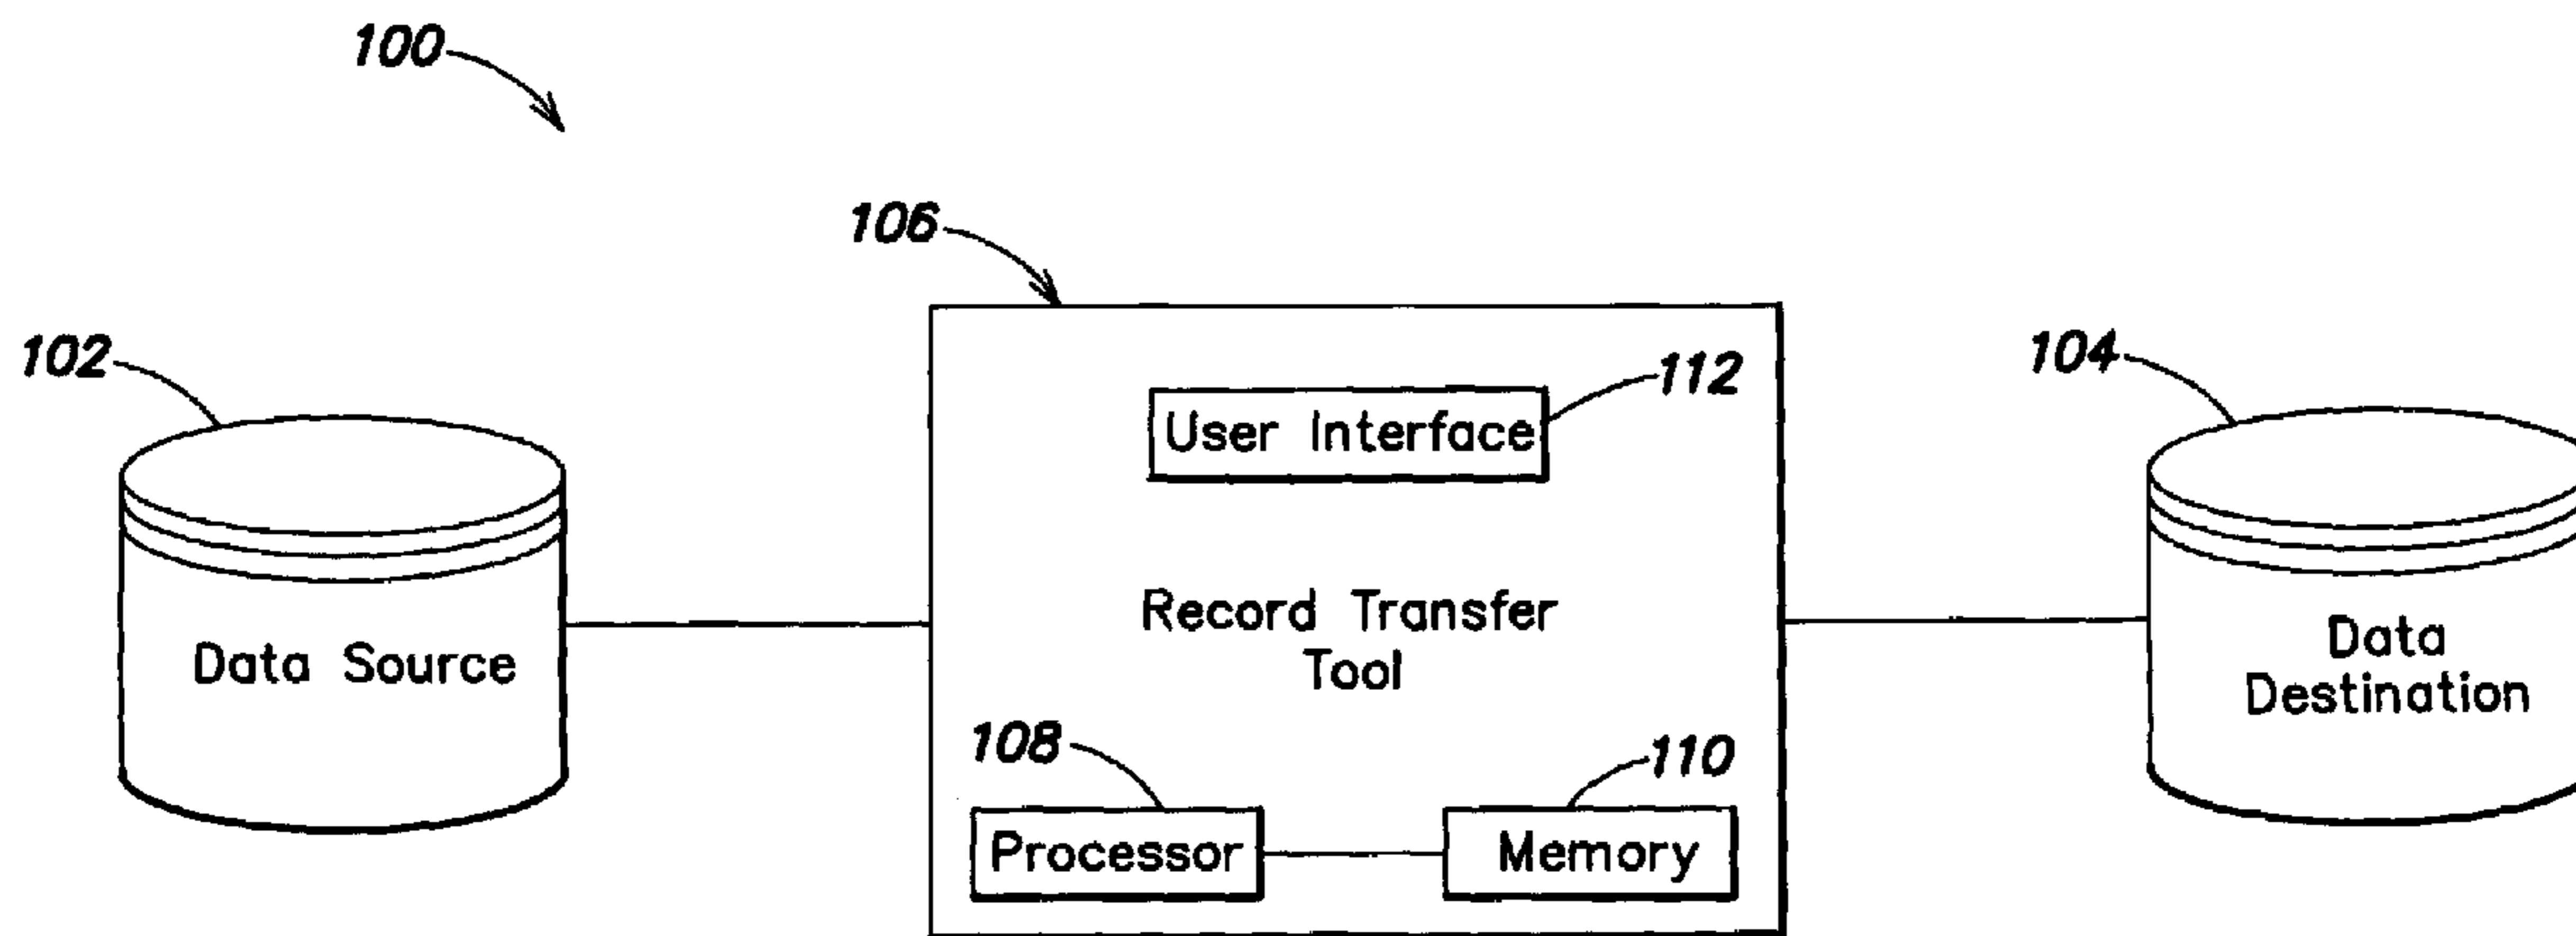 100
106
102
112
104
User Interface
Record Transfer
Tool
Data Source
Data
Destination
108
110
Processor
Memory